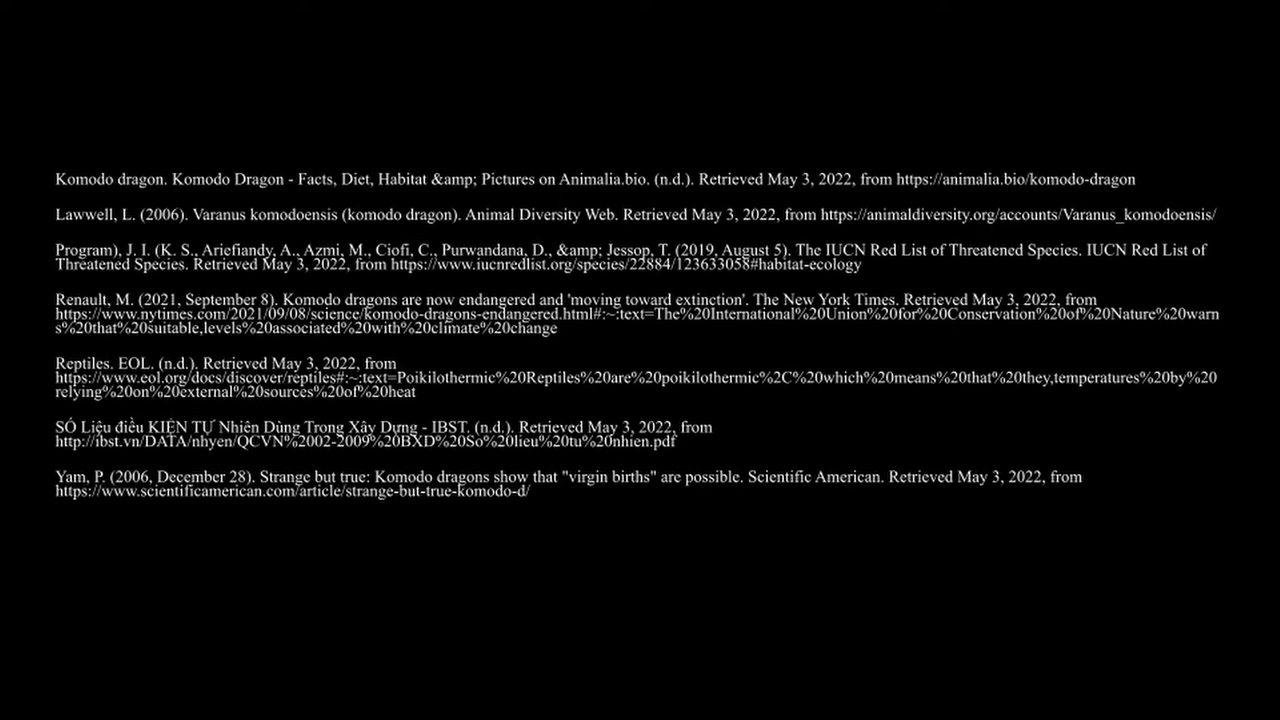 Komodo dragon. Komodo Dragon - Facts, Diet, Habitat &amp; Pictures on Animalia.bio. (n.d.). Retrieved May 3, 2022, from https://animalia.bio/komodo-dragon
Lawwell, L. (2006). Varanus komodoensis (komodo dragon). Animal Diversity Web. Retrieved May 3, 2022, from https://animaldiversity.org/accounts/Varanus_komodoensis/
Program), J. I. (K. S., Ariefiandy, A., Azmi, M., Ciofi, C., Purwandana, D., &amp; Jessop, T. (2019, August 5). The IUCN Red List of Threatened Species. IUCN Red List of
Threatened Species. Retrieved May 3, 2022, from https://www.iucnredlist.org/species/22884/123633058#habitat-ecology
Renault, M. (2021, September 8). Komodo dragons are now endangered and 'moving toward extinction'. The New York Times. Retrieved May 3, 2022, from
https://www.nytimes.com/2021/09/08/science/komodo-dragons-endangered.html#:~:text=The%20International%20Union%20for%20Conservation%20of%20Nature%20warn
s%20that%20suitable,levels%20associated%20with%20climate%20change
Reptiles. EOL. (n.d.). Retrieved May 3, 2022, from
https://www.eol.org/docs/discover/reptiles#:~:text=Poikilothermic%20Reptiles%20are%20poikilothermic%2C%20which%20means%20that%20they,temperatures%20by%20
relying%20on%20external%20sources%20of%20heat
SỐ Liệu điều KIỆN TỰ Nhiên Dùng Trong Xây Dựng - IBST. (n.d.). Retrieved May 3, 2022, from
http://ibst.vn/DATA/nhyen/QCVN%2002-2009%20BXD%20So%20lieu%20tu%20nhien.pdf
Yam, P. (2006, December 28). Strange but true: Komodo dragons show that "virgin births" are possible. Scientific American. Retrieved May 3, 2022, from
https://www.scientificamerican.com/article/strange-but-true-komodo-d/